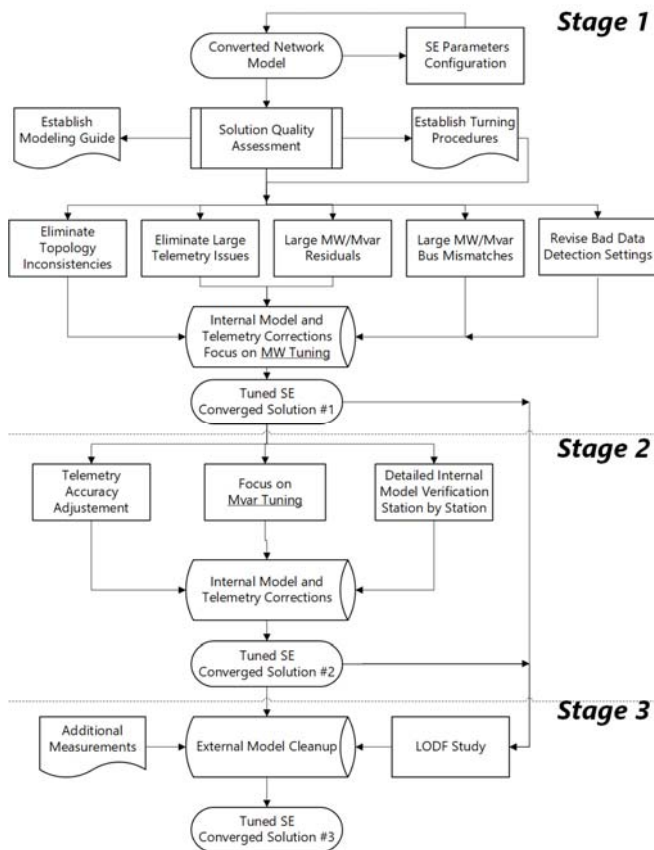 Stage 1
Converted Network
Model
SE Parameters
Configuration
Establish
Modeling Guide
Solution Quality
Assessment
Establish Turning
Procedures
Eliminate
Topology
Inconsistencies
Eliminate Large
Telemetry Issues
Large MW/Mvar
Residuals
Large MW/Mvar
Bus Mismatches
Revise Bad Data
Detection Settings
Internal Model and
Telemetry Corrections
Focus on MW Tuning
Tuned SE
Converged Solution #1
Stage 2
Telemetry
Accuracy
Adjustement
Focus on
Mvar Tuning
Detailed Internal
Model Verification
Station by Station
Internal Model and
Telemetry Corrections
Tuned SE
Converged Solution #2
Stage 3
Additional
Measurements
External Model Cleanup
LODF Study
Tuned SE
Converged Solution #3